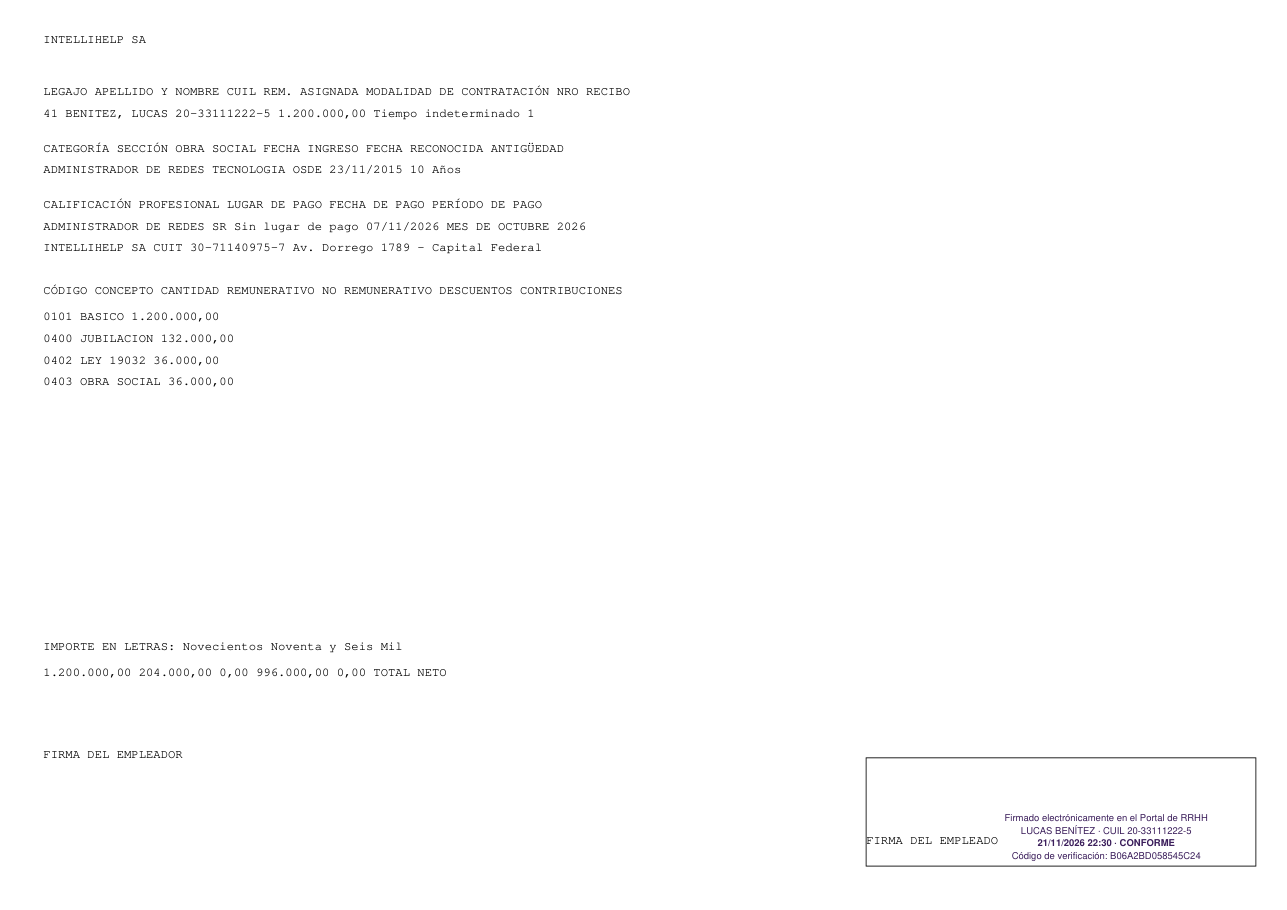 INTELLIHELP SA
LEGAJO APELLIDO Y NOMBRE CUIL REM. ASIGNADA MODALIDAD DE CONTRATACIÓN NRO RECIBO
41 BENITEZ, LUCAS 20-33111222-5 1.200.000,00 Tiempo indeterminado 1
CATEGORÍA SECCIÓN OBRA SOCIAL FECHA INGRESO FECHA RECONOCIDA ANTIGÜEDAD
ADMINISTRADOR DE REDES TECNOLOGIA OSDE 23/11/2015 10 Años
CALIFICACIÓN PROFESIONAL LUGAR DE PAGO FECHA DE PAGO PERÍODO DE PAGO
ADMINISTRADOR DE REDES SR Sin lugar de pago 07/11/2026 MES DE OCTUBRE 2026
INTELLIHELP SA CUIT 30-71140975-7 Av. Dorrego 1789 - Capital Federal
CÓDIGO CONCEPTO CANTIDAD REMUNERATIVO NO REMUNERATIVO DESCUENTOS CONTRIBUCIONES
0101 BASICO 1.200.000,00
0400 JUBILACION 132.000,00
0402 LEY 19032 36.000,00
0403 OBRA SOCIAL 36.000,00
IMPORTE EN LETRAS: Novecientos Noventa y Seis Mil
1.200.000,00 204.000,00 0,00 996.000,00 0,00 TOTAL NETO
FIRMA DEL EMPLEADOR
FIRMA DEL EMPLEADO
Firmado electrónicamente en el Portal de RRHH
LUCAS BENÍTEZ · CUIL 20-33111222-5
21/11/2026 22:30 · CONFORME
Código de verificación: B06A2BD058545C24